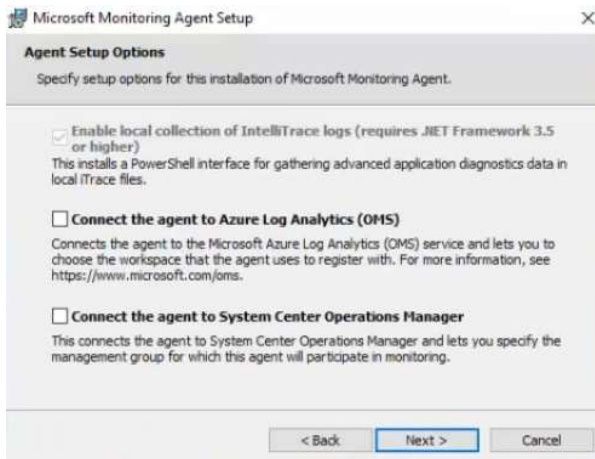 Microsoft Monitoring Agent Setup
Agent Setup Options
Specify setup options for this installation of Microsoft Monitoring Agent.
Enable local collection of IntelliTrace logs (requires .NET Framework 3.5
or higher)
This installs a PowerShell interface for gathering advanced application diagnostics data in
local iTrace files.
Connect the agent to Azure Log Analytics (OMS)
Connects the agent to the Microsoft Azure Log Analytics (OMS) service and lets you to
choose the workspace that the agent uses to register with. For more information, see
https://www.microsoft.com/oms.
Connect the agent to System Center Operations Manager
This connects the agent to System Center Operations Manager and lets you specify the
management group for which this agent will participate in monitoring.
< Back Next > Cancel